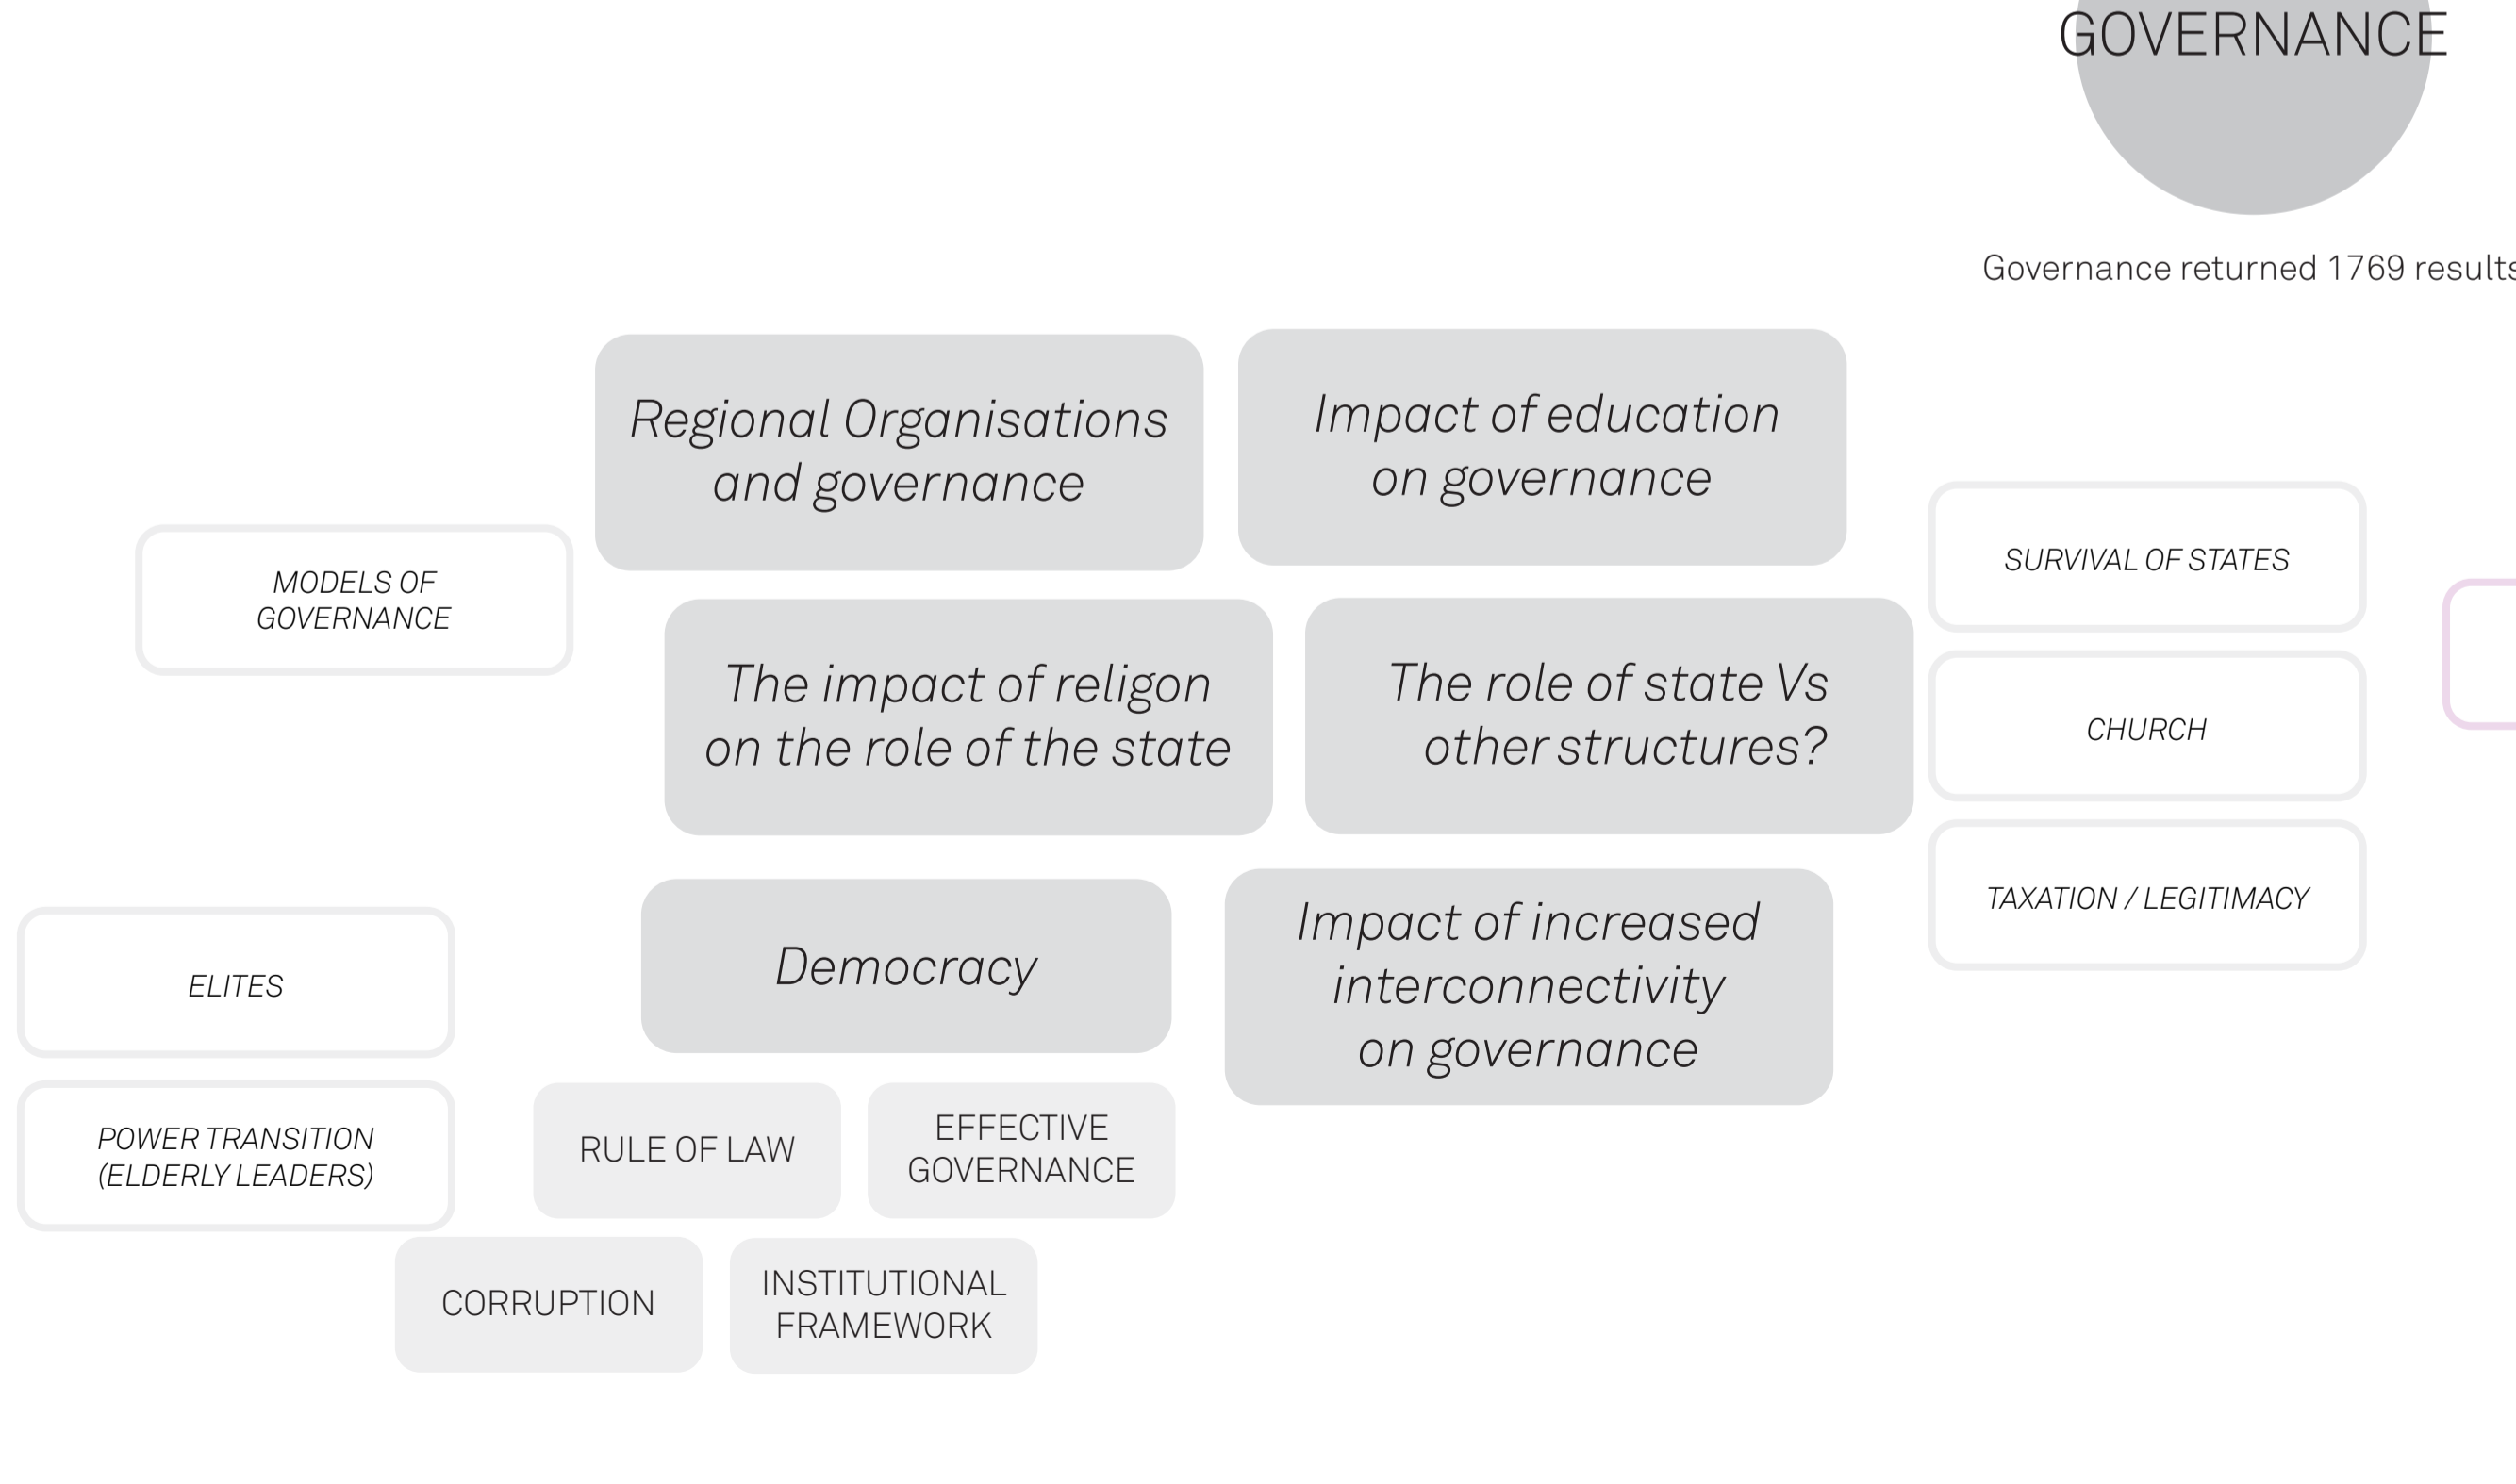 GOVERNANCE
Governance returned 1769 results
Regional Organisations
and governance
Impact of education
on governance
MODELS OF
GOVERNANCE
SURVIVAL OF STATES
The impact of religon
on the role of the state
The role of state Vs
other structures?
CHURCH
TAXATION / LEGITIMACY
ELITES
Democracy
Impact of increased
interconnectivity
on governance
POWER TRANSITION
(ELDERLY LEADERS)
RULE OF LAW
EFFECTIVE
GOVERNANCE
CORRUPTION
INSTITUTIONAL
FRAMEWORK